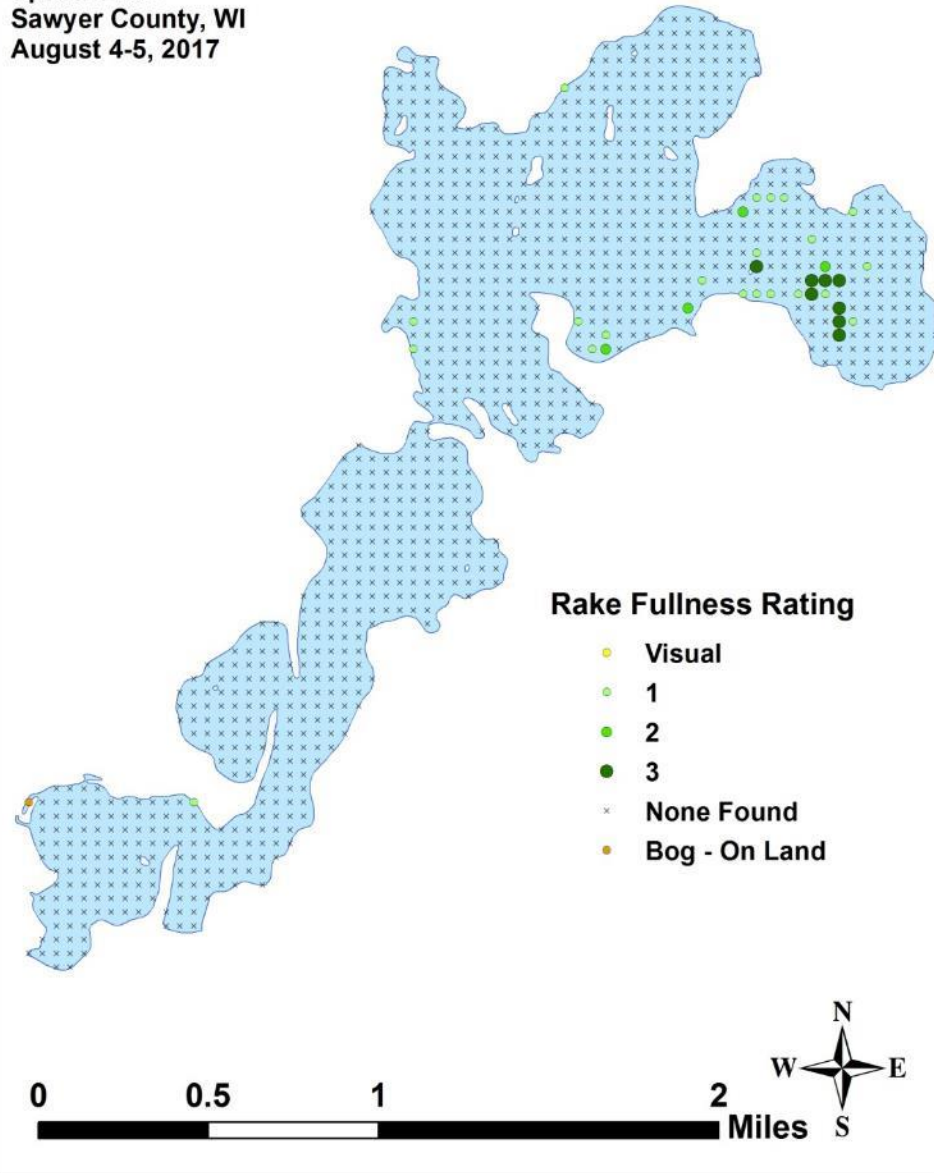 Sawyer County, WI
August 4-5, 2017
Rake Fullness Rating
Visual
1
2
3
None Found
Bog - On Land
N
W E
S
0 0.5 1 2
Miles